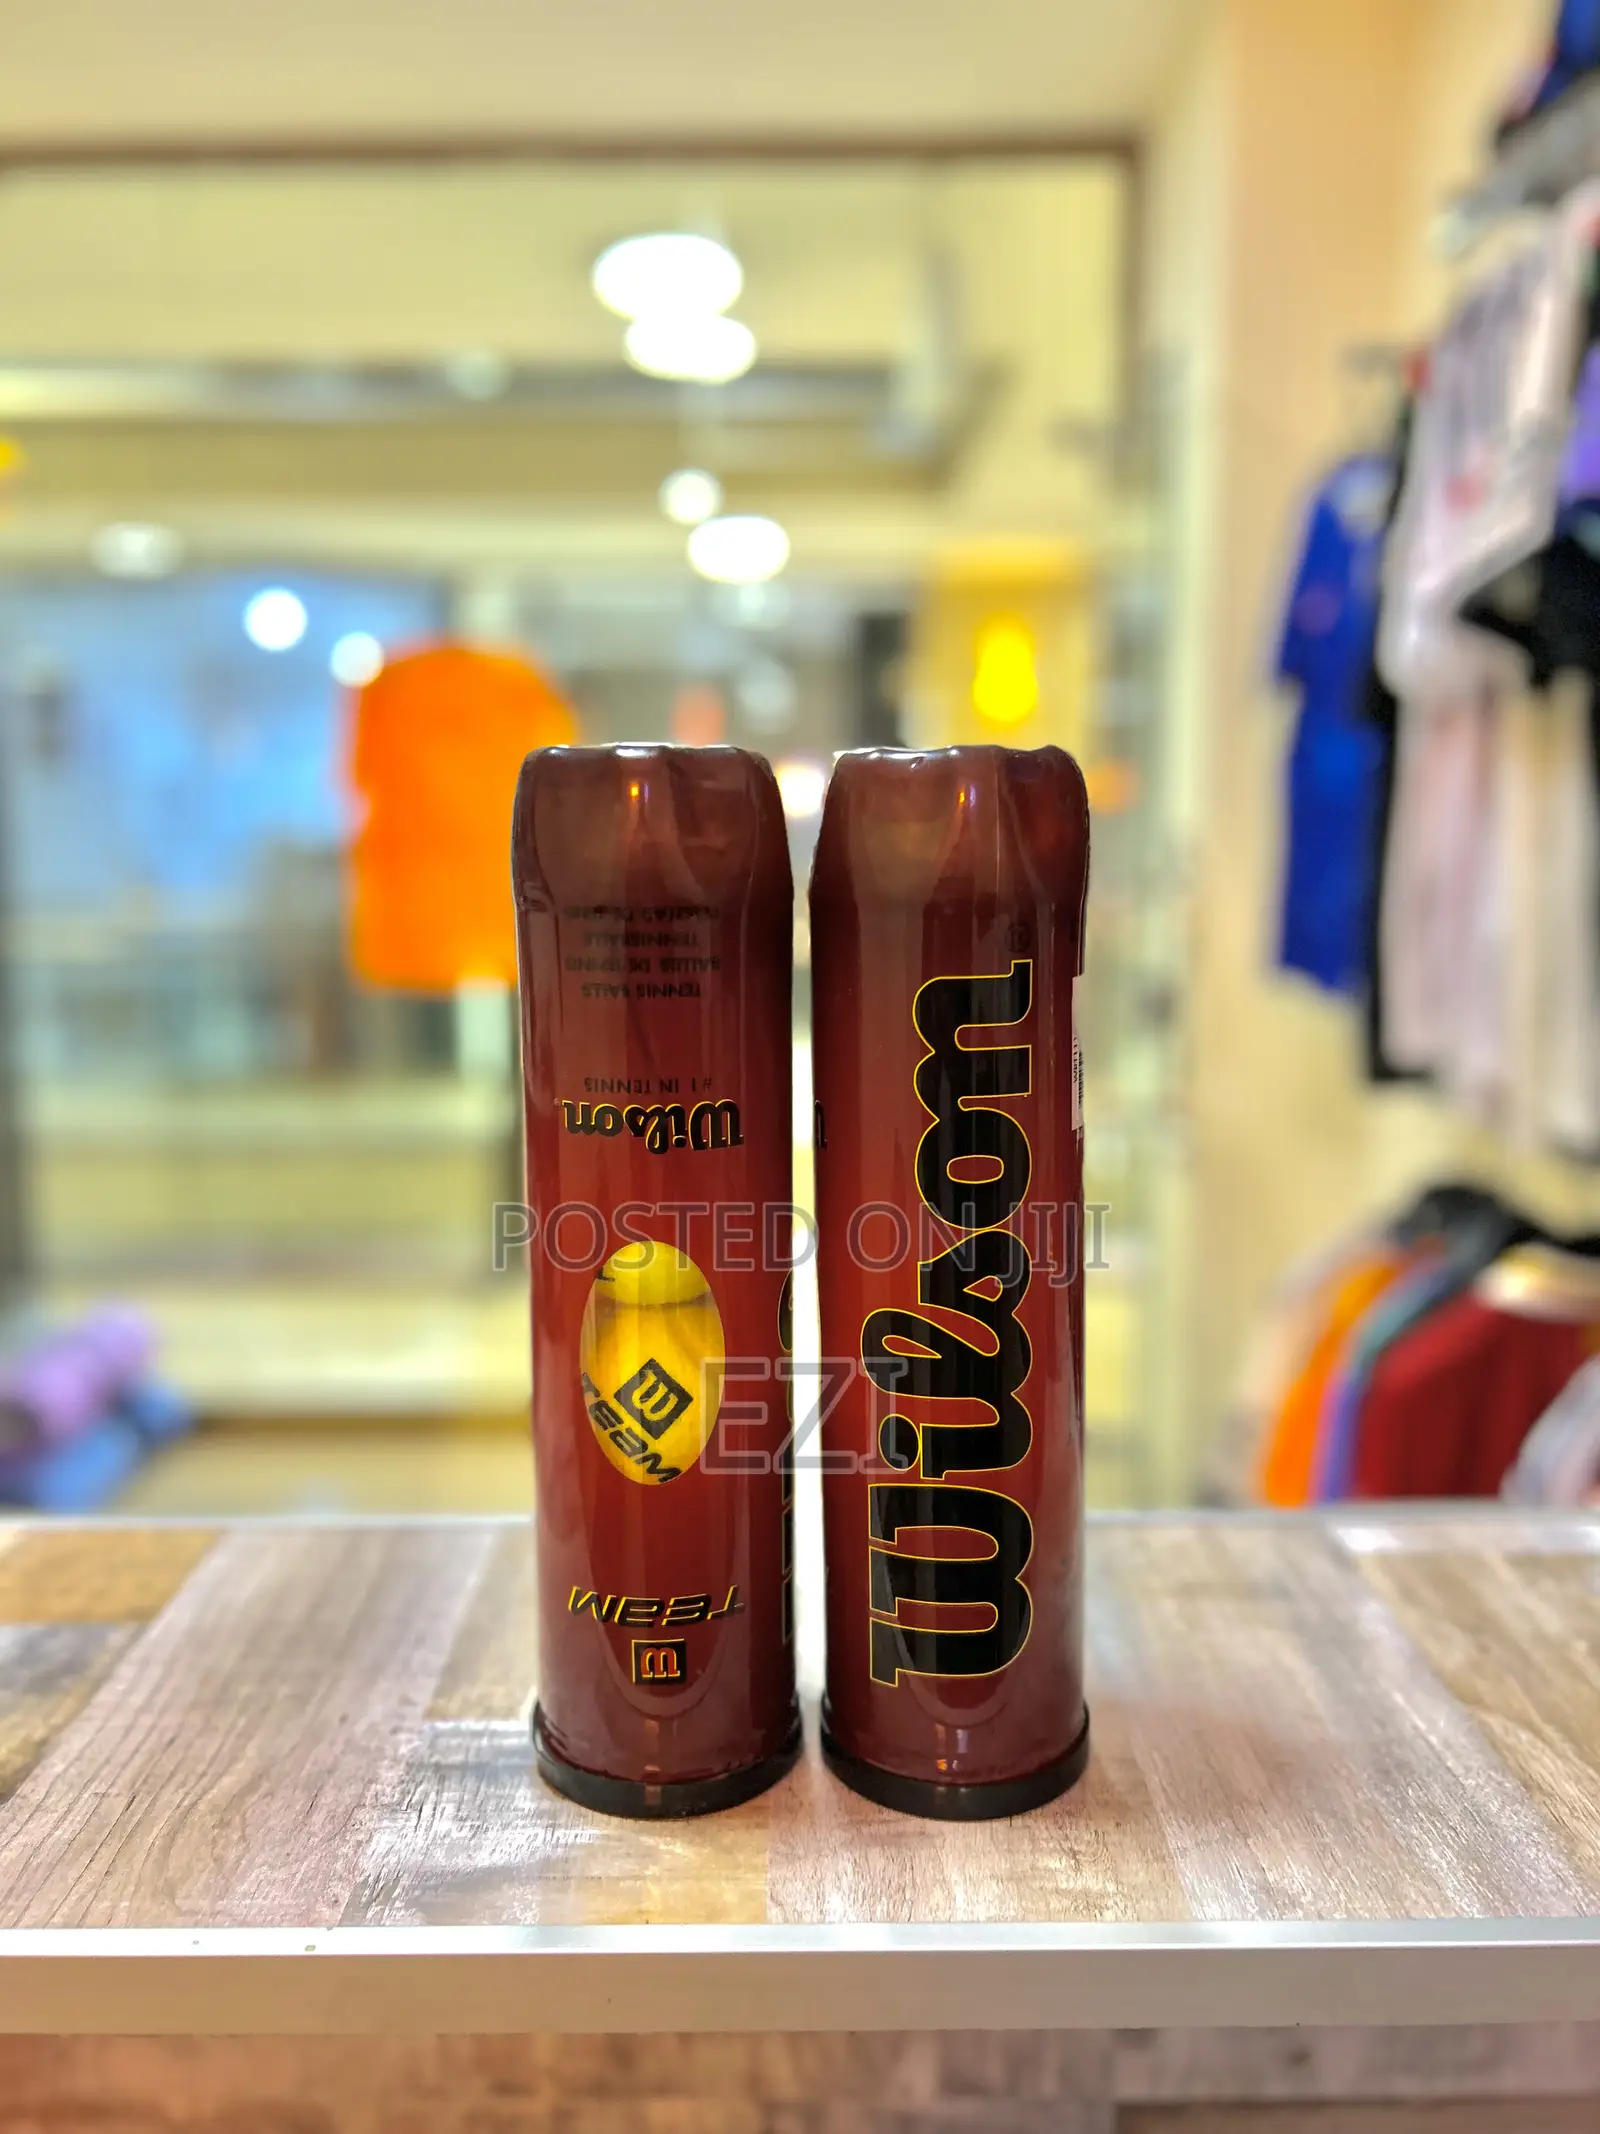 TENNIS BALLS
BALLES DE TENNIS
TENNISBÄLLE
PELOTAS DE TENIS
#1 IN TENNIS
Wilson
W
TEAM
TEAM
W
Wilson®
POSTED ON JIJI
EZI